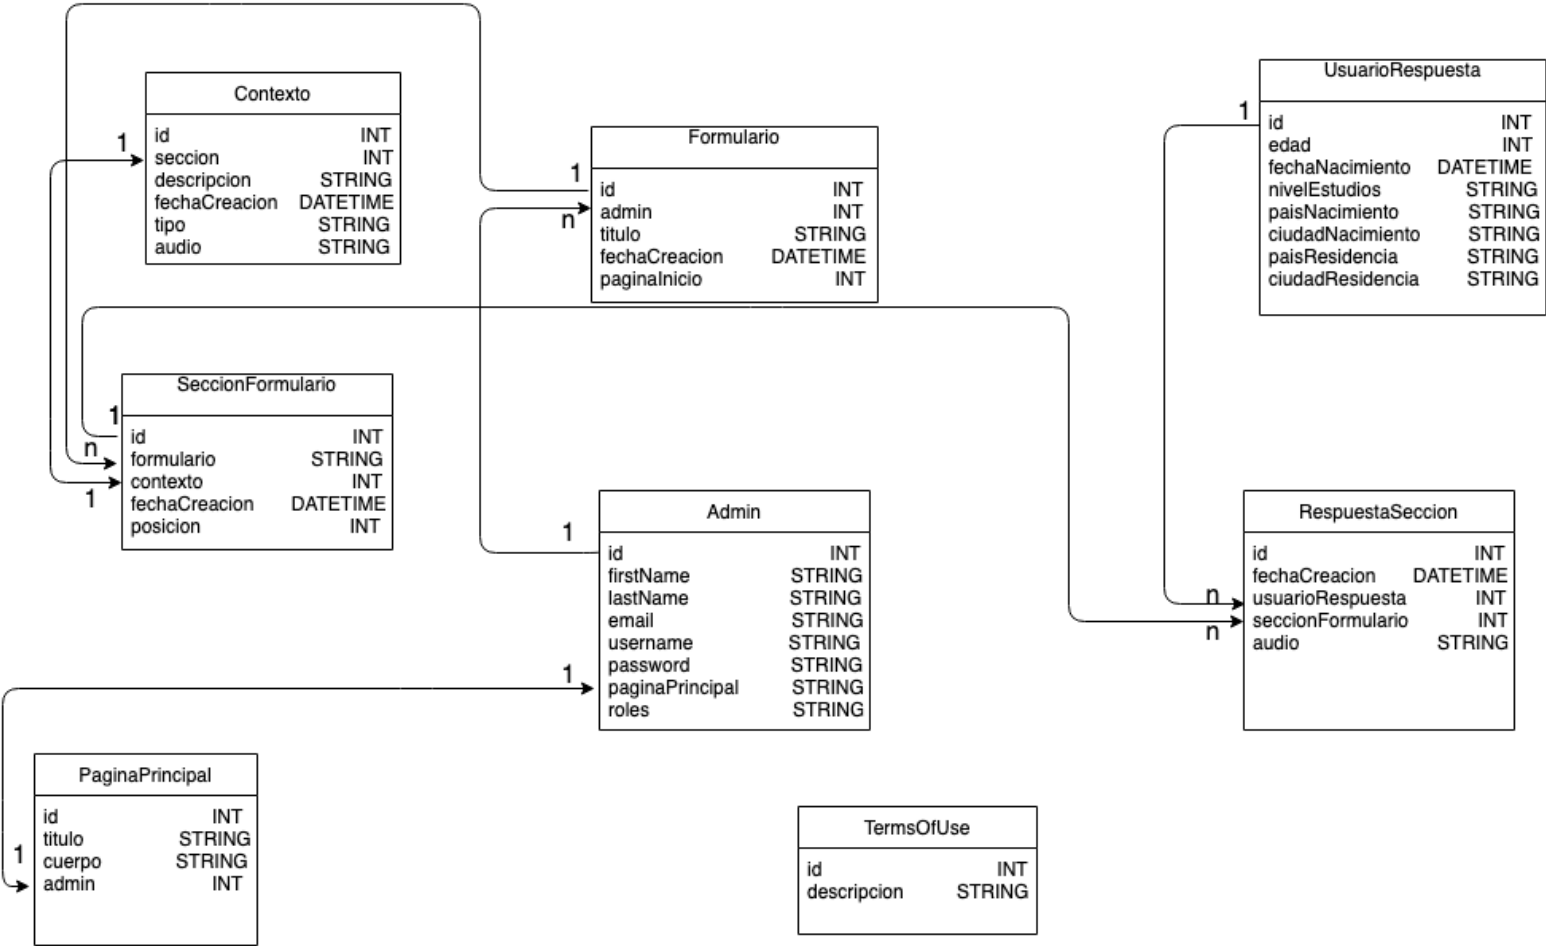 Contexto
id INT
seccion INT
descripcion STRING
fechaCreacion DATETIME
tipo STRING
audio STRING
1
Formulario
id INT
admin INT
titulo STRING
fechaCreacion DATETIME
paginaInicio INT
1
n
UsuarioRespuesta
id INT
edad INT
fechaNacimiento DATETIME
nivelEstudios STRING
paisNacimiento STRING
ciudadNacimiento STRING
paisResidencia STRING
ciudadResidencia STRING
1
SeccionFormulario
id INT
formulario STRING
contexto INT
fechaCreacion DATETIME
posicion INT
1
n
1
Admin
id INT
firstName STRING
lastName STRING
email STRING
username STRING
password STRING
paginaPrincipal STRING
roles STRING
1
1
RespuestaSeccion
id INT
fechaCreacion DATETIME
usuarioRespuesta INT
seccionFormulario INT
audio STRING
n
n
PaginaPrincipal
id INT
titulo STRING
cuerpo STRING
admin INT
1
TermsOfUse
id INT
descripcion STRING